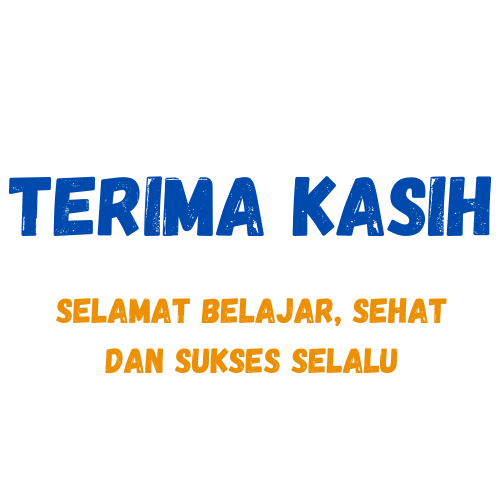 TERIMA KASIH
SELAMAT BELAJAR, SEHAT
DAN SUKSES SELALU